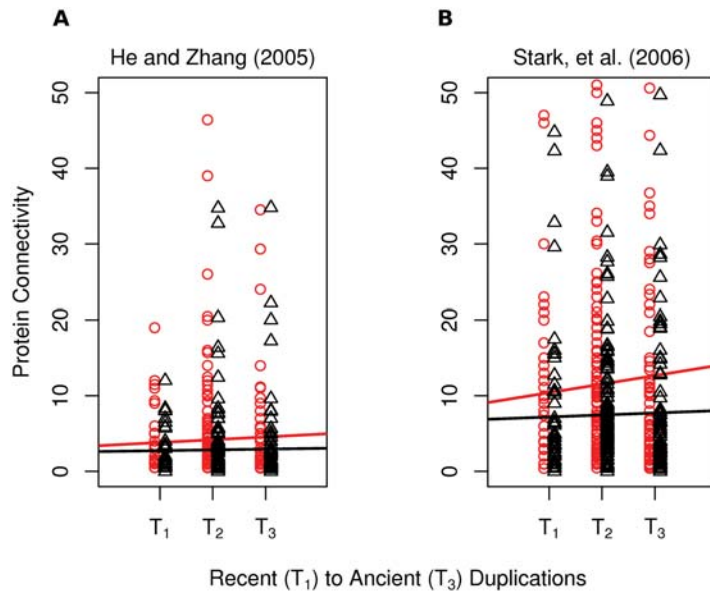 A
He and Zhang (2005)
50
40
30
20
10
0
Protein Connectivity
T₁ T₂ T₃
B
Stark, et al. (2006)
50
40
30
20
10
0
T₁ T₂ T₃
Recent (T₁) to Ancient (T₃) Duplications